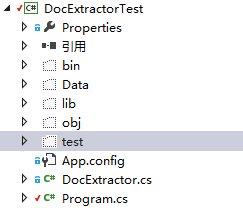 C# DocExtractorTest
Properties
引用
bin
Data
lib
obj
test
App.config
C# DocExtractor.cs
C# Program.cs